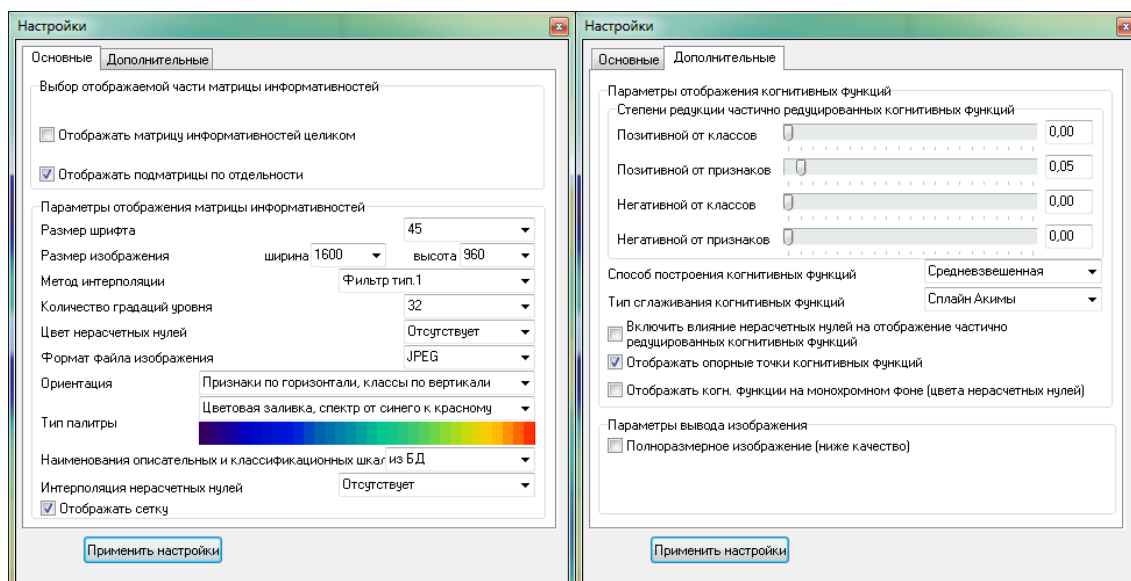 Настройки
Основные Дополнительные
Выбор отображаемой части матрицы информативностей
Отображать матрицу информативностей целиком
Отображать подматрицы по отдельности
Параметры отображения матрицы информативностей
Размер шрифта 45
Размер изображения ширина 1600 высота 960
Метод интерполяции Фильтр тип.1
Количество градаций уровня 32
Цвет нерасчетных нулей Отсутствует
Формат файла изображения JPEG
Ориентация Признаки по горизонтали, классы по вертикали
Цветовая заливка, спектр от синего к красному
Тип палитры
Наименования описательных и классификационных шкал из БД
Интерполяция нерасчетных нулей Отсутствует
Отображать сетку
Применить настройки
Настройки
Основные Дополнительные
Параметры отображения когнитивных функций
Степени редукции частично редуцированных когнитивных функций
Позитивной от классов 0,00
Позитивной от признаков 0,05
Негативной от классов 0,00
Негативной от признаков 0,00
Способ построения когнитивных функций Средневзвешенная
Тип сглаживания когнитивных функций Сплайн Акимы
Включить влияние нерасчетных нулей на отображение частично
редуцированных когнитивных функций
Отображать опорные точки когнитивных функций
Отображать когн. функции на монохромном фоне (цвета нерасчетных нулей)
Параметры вывода изображения
Полноразмерное изображение (ниже качество)
Применить настройки